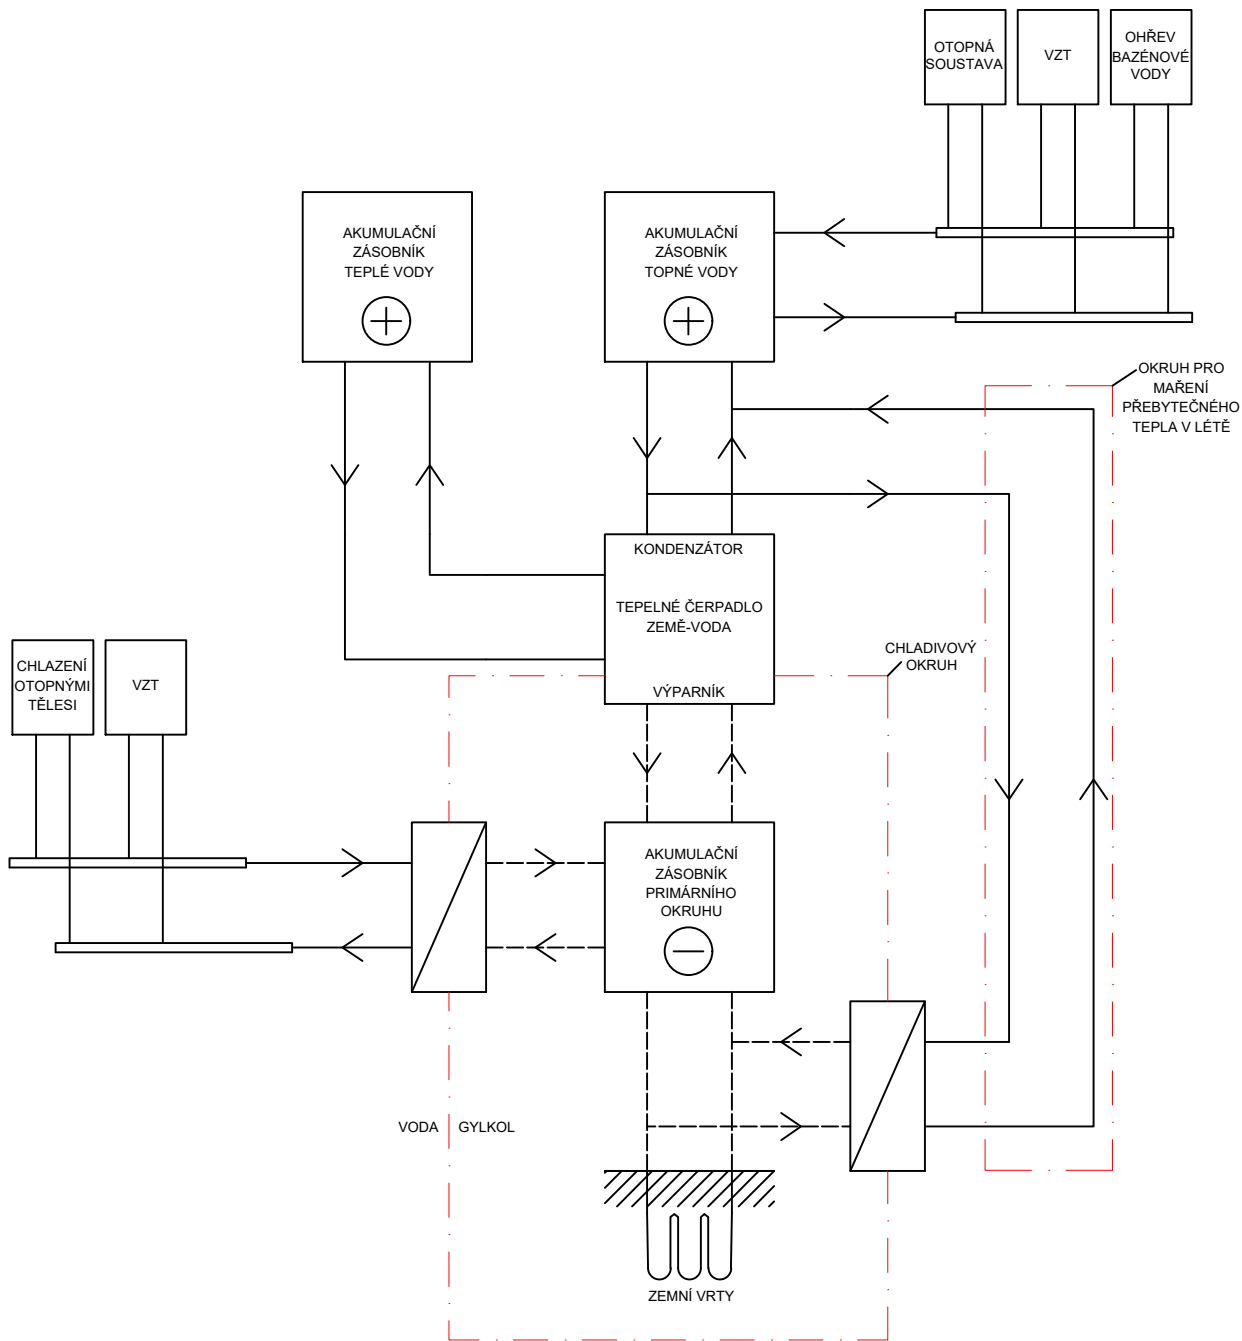 OTOPNÁ
SOUSTAVA
VZT
OHŘEV
BAZÉNOVÉ
VODY
AKUMULAČNÍ
ZÁSOBNÍK
TEPLÉ VODY
AKUMULAČNÍ
ZÁSOBNÍK
TOPNÉ VODY
OKRUH PRO
MAŘENÍ
PŘEBYTEČNÉHO
TEPLA V LÉTĚ
KONDENZÁTOR
TEPELNÉ ČERPADLO
ZEMĚ-VODA
VÝPARNÍK
CHLADIVOVÝ
OKRUH
CHLAZENÍ
OTOPNÝMI
TĚLESI
VZT
AKUMULAČNÍ
ZÁSOBNÍK
PRIMÁRNÍHO
OKRUHU
VODA
GYLKOL
ZEMNÍ VRTY